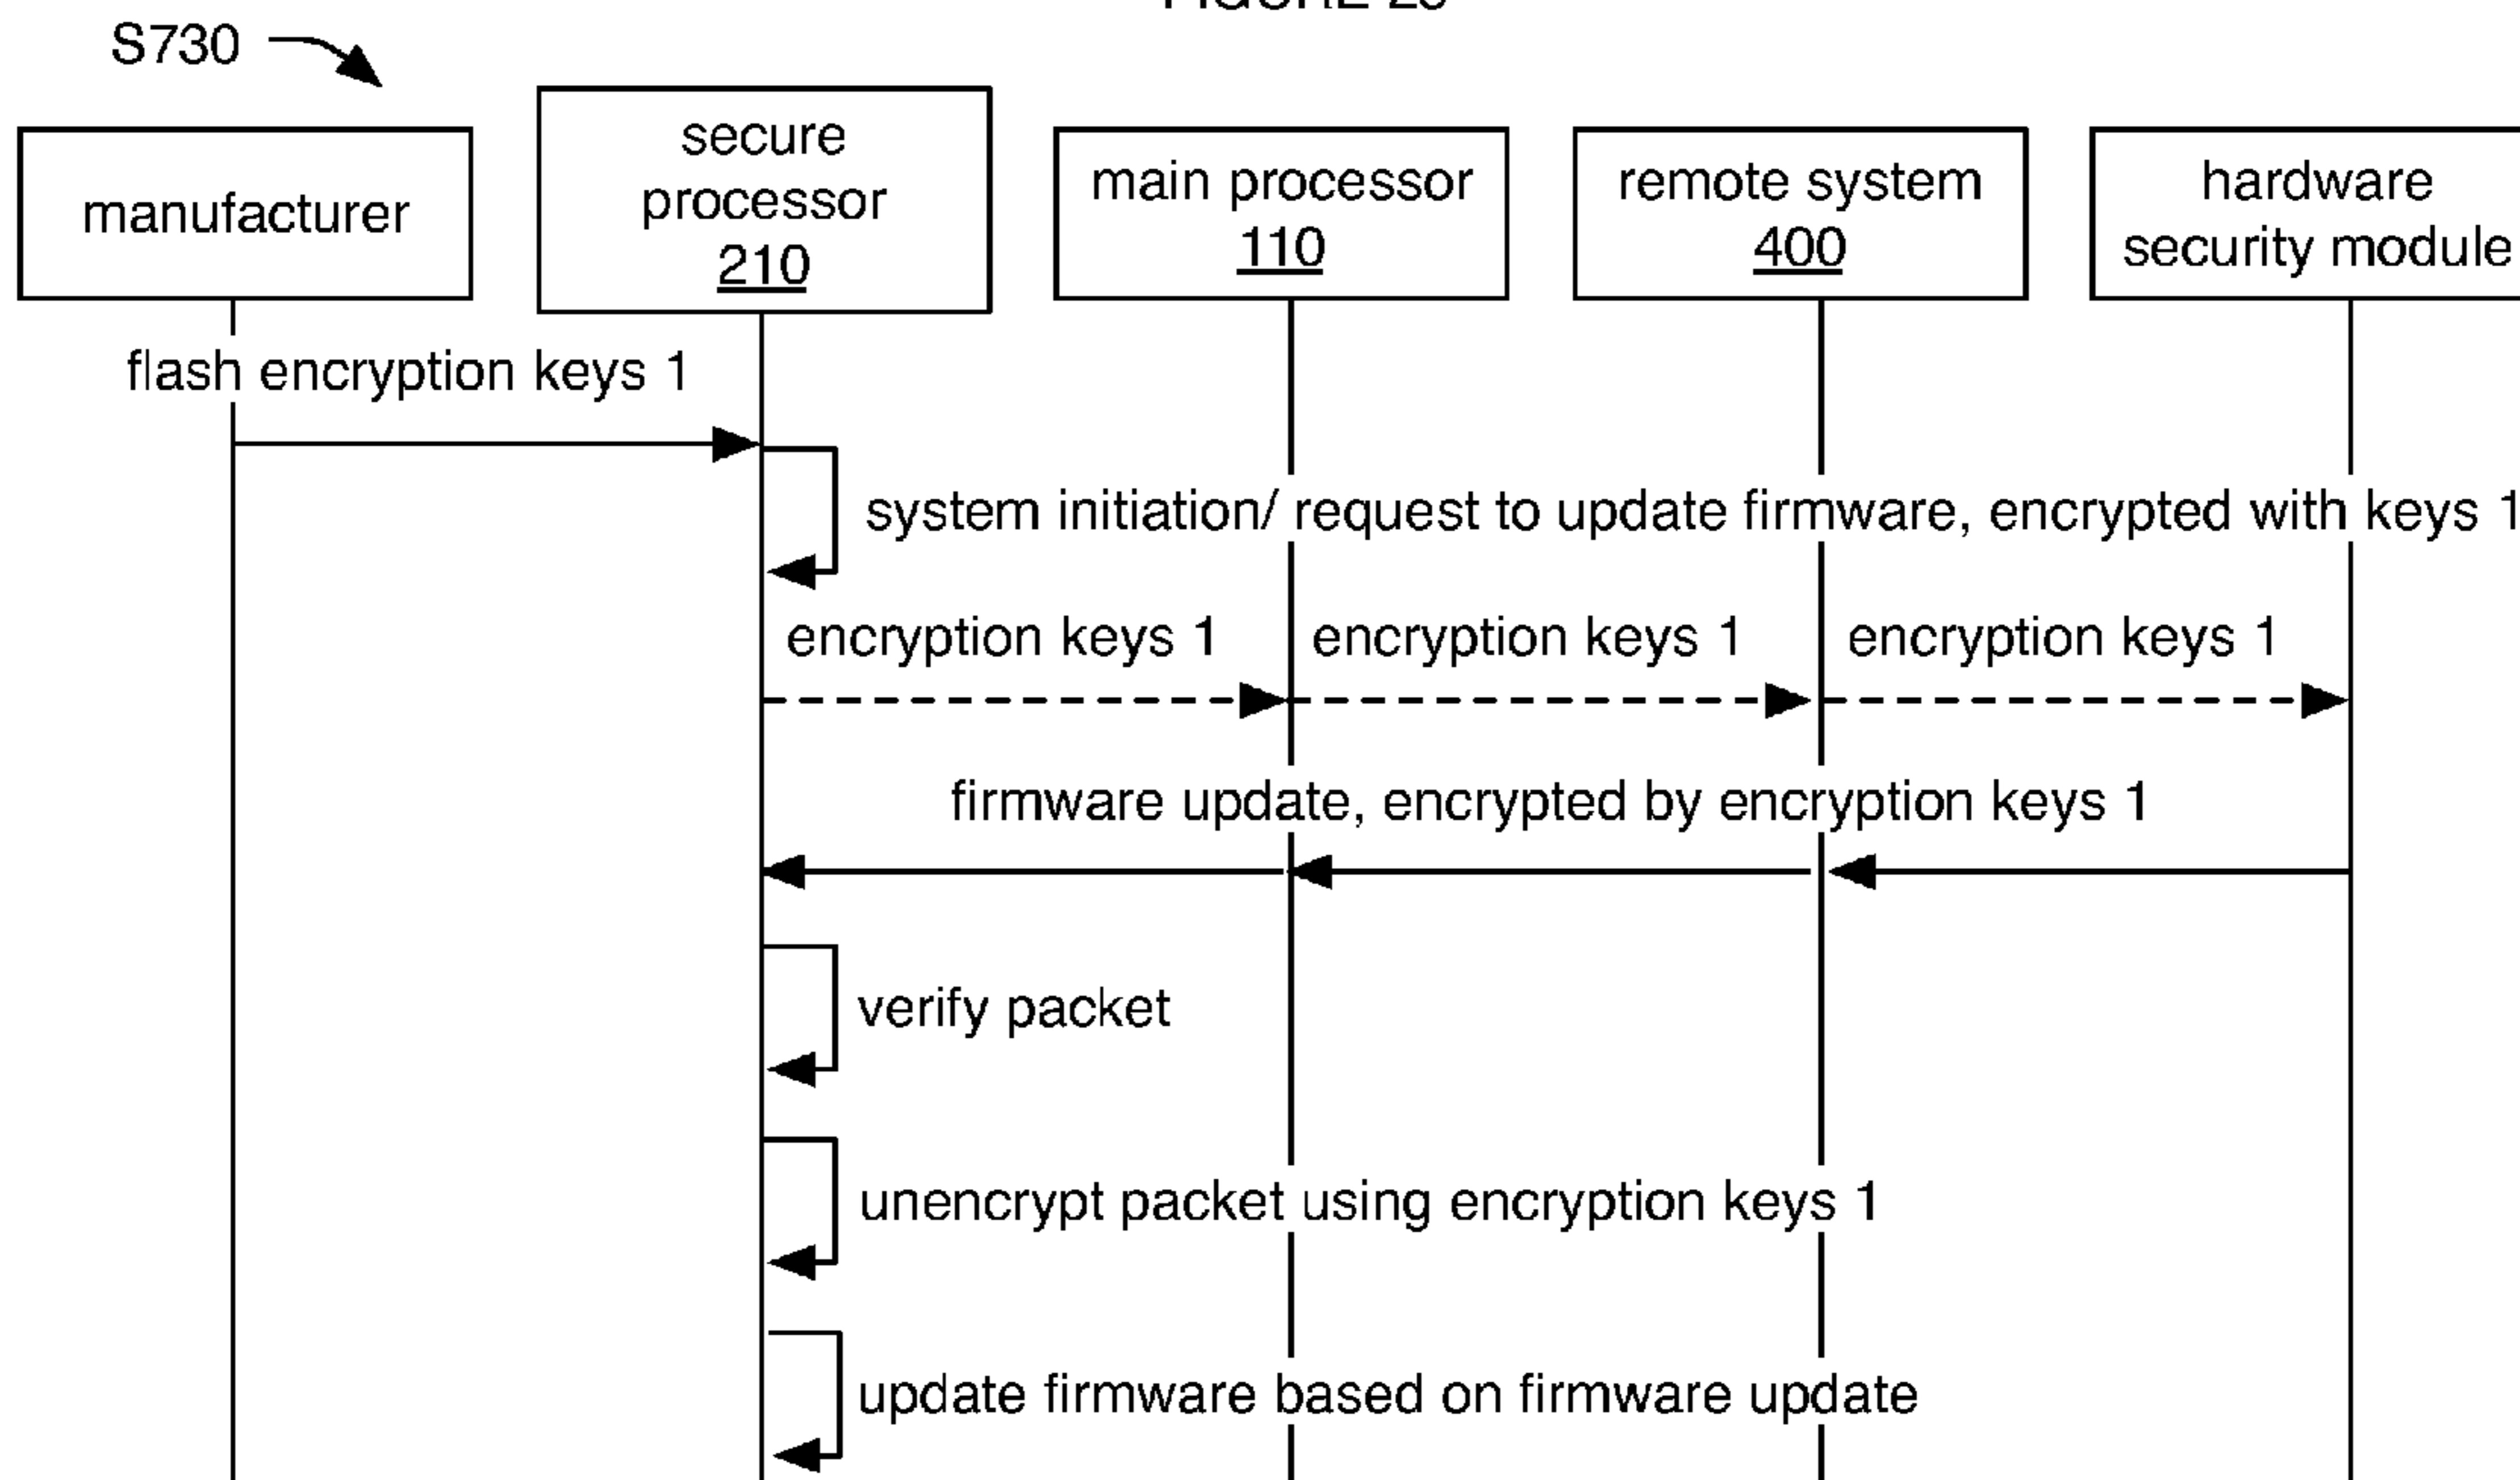 S730
manufacturer
secure
processor
210
main processor
110
remote system
400
hardware
security module
flash encryption keys 1
system initiation/ request to update firmware, encrypted with keys 1
encryption keys 1
encryption keys 1
encryption keys 1
firmware update, encrypted by encryption keys 1
verify packet
unencrypt packet using encryption keys 1
update firmware based on firmware update